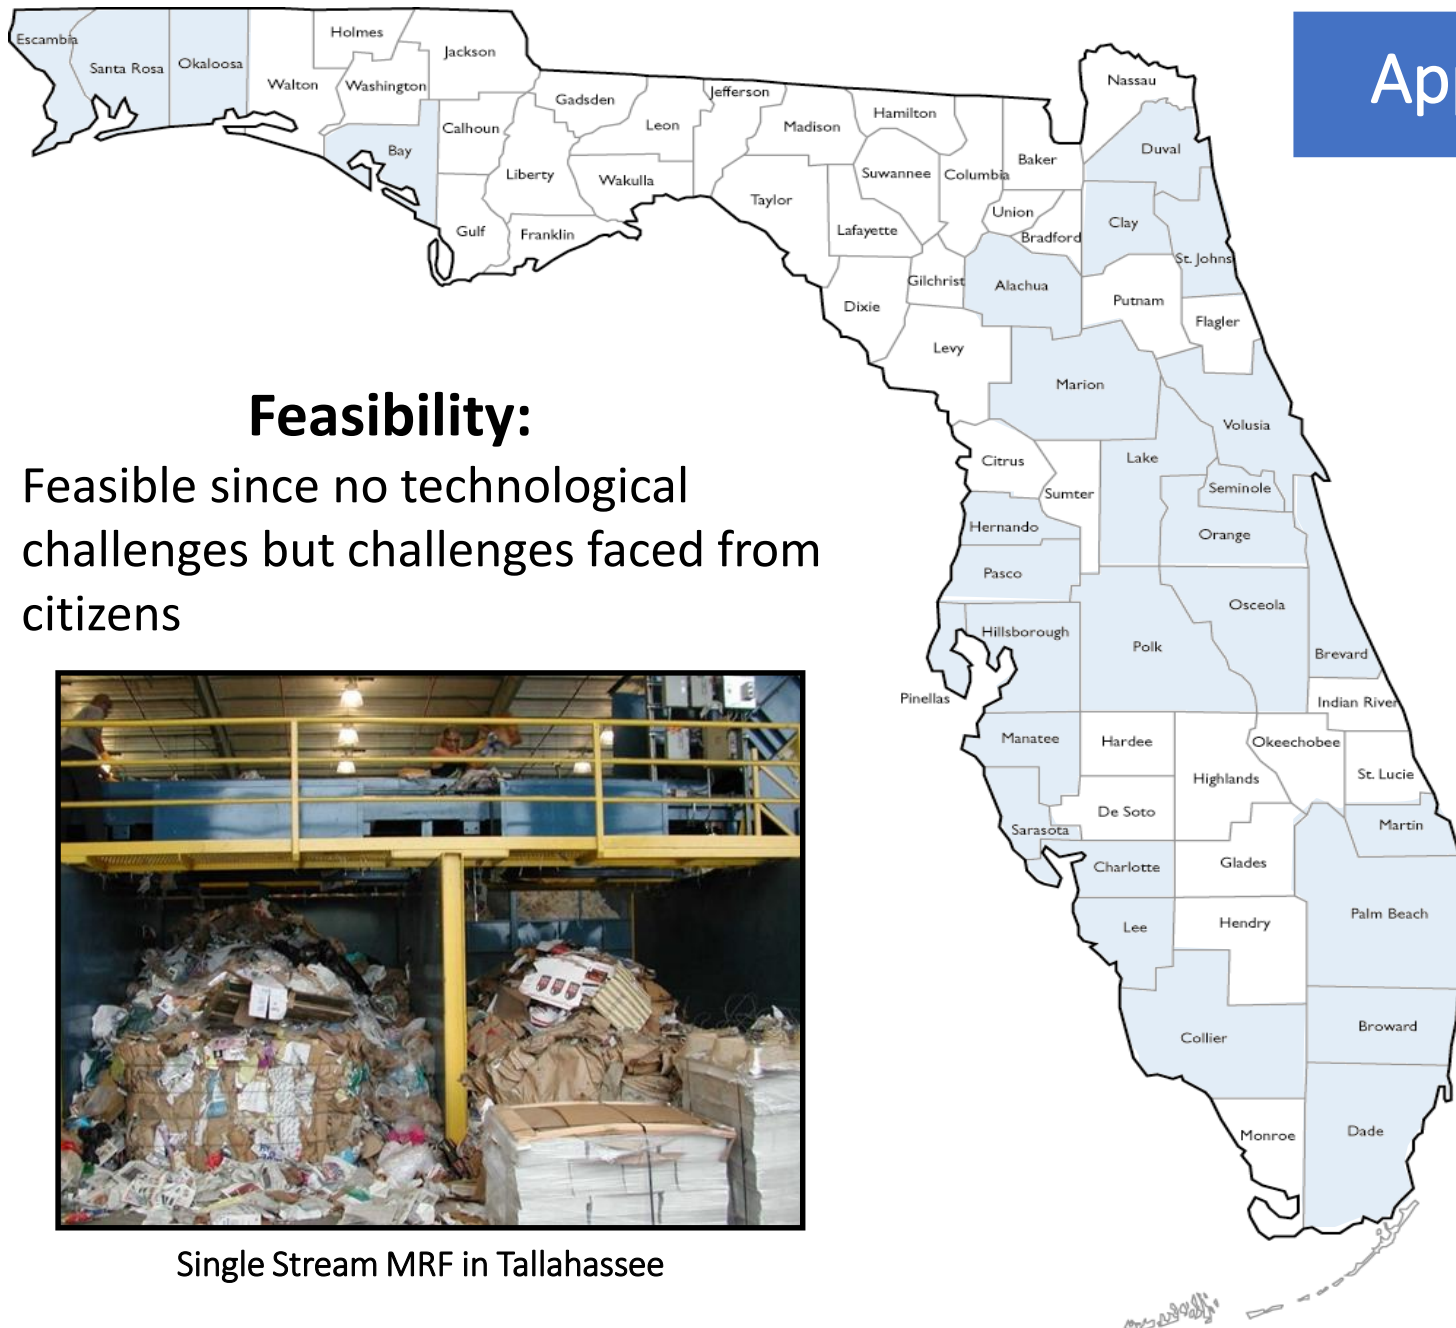 App
Escambia
Santa Rosa
Okaloosa
Walton
Holmes
Washington
Jackson
Bay
Calhoun
Gulf
Gadsden
Liberty
Franklin
Leon
Wakulla
Jefferson
Madison
Taylor
Hamilton
Suwannee
Lafayette
Columbia
Baker
Union
Bradford
Nassau
Duval
Clay
St. Johns
Dixie
Gilchrist
Alachua
Putnam
Flagler
Levy
Marion
Volusia
Feasibility:
Feasible since no technological
challenges but challenges faced from
citizens
Citrus
Sumter
Lake
Seminole
Orange
Hernando
Pasco
Hillsborough
Pinellas
Polk
Osceola
Brevard
Indian River
Manatee
Hardee
Highlands
Okeechobee
St. Lucie
Sarasota
De Soto
Martin
Charlotte
Glades
Lee
Hendry
Palm Beach
Collier
Broward
Monroe
Dade
Single Stream MRF in Tallahassee